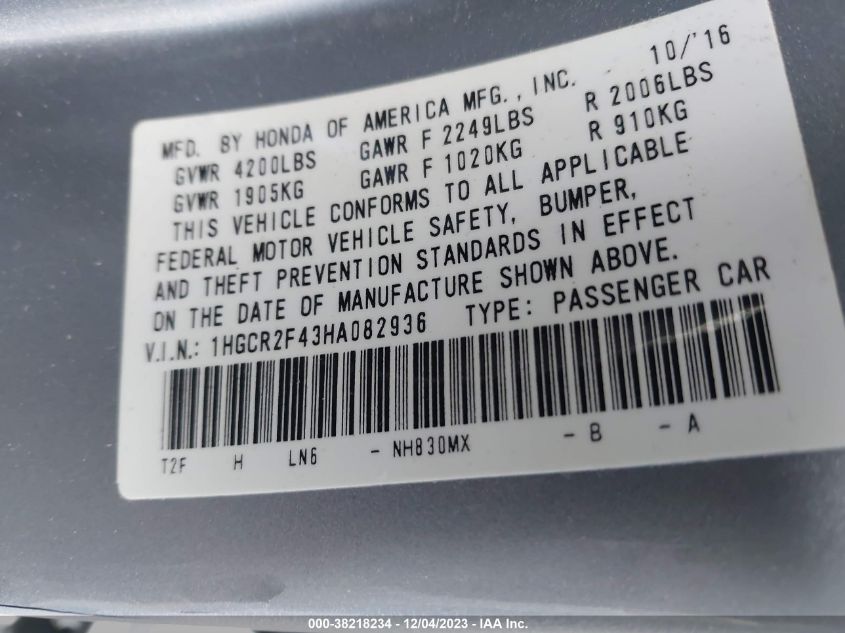 10/'16
MFD. BY HONDA OF AMERICA MFG., INC.
GVWR 4200LBS GAWR F 2249LBS R 2006LBS
GVWR 1905KG GAWR F 1020KG R 910KG
THIS VEHICLE CONFORMS TO ALL APPLICABLE
FEDERAL MOTOR VEHICLE SAFETY, BUMPER,
AND THEFT PREVENTION STANDARDS IN EFFECT
ON THE DATE OF MANUFACTURE SHOWN ABOVE.
V.I.N.: 1HGCR2F43HA082936 TYPE: PASSENGER CAR
T2F H LN6 - NH830MX - B - A
000-38218234 - 12/04/2023 - IAA Inc.